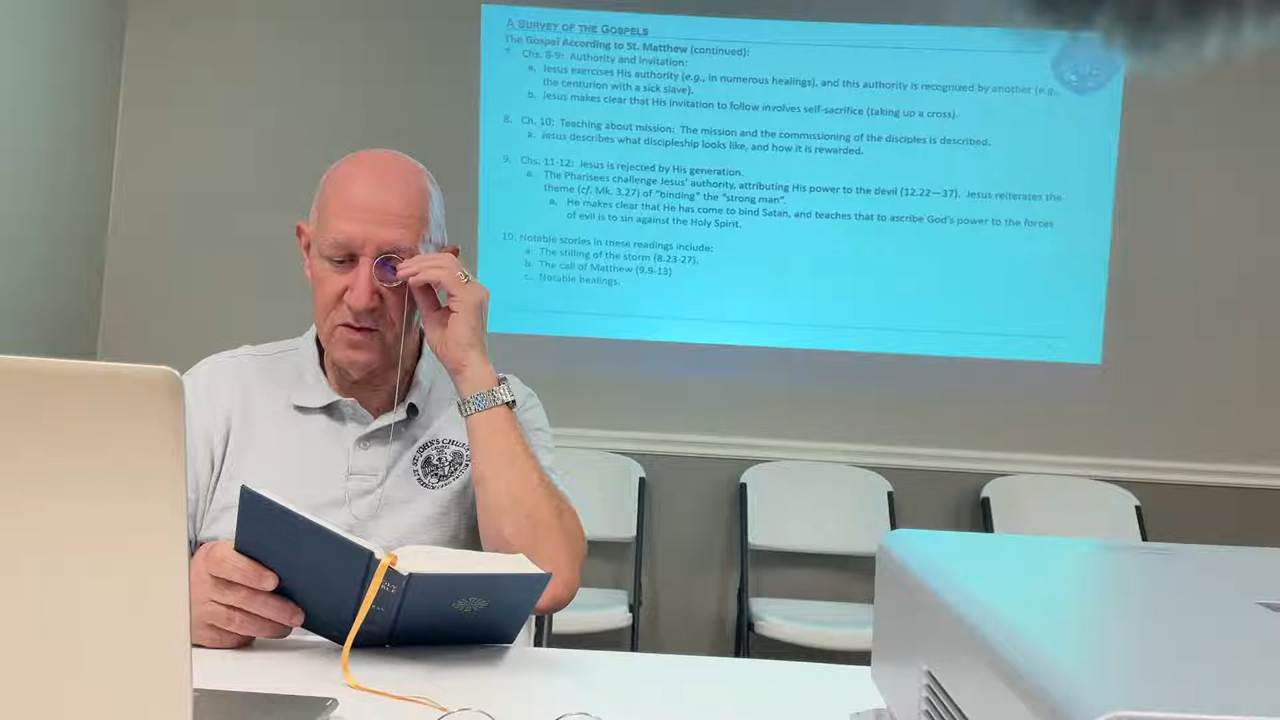 A SURVEY OF THE GOSPELS
The Gospel According to St. Matthew (continued):
7. Chs. 8-9: Authority and invitation:
a. Jesus exercises His authority (e.g., in numerous healings), and this authority is recognized by another (e.g.,
the centurion with a sick slave).
b. Jesus makes clear that His invitation to follow involves self-sacrifice (taking up a cross).
8. Ch. 10: Teaching about mission: The mission and the commissioning of the disciples is described.
a. Jesus describes what discipleship looks like, and how it is rewarded.
9. Chs. 11-12: Jesus is rejected by His generation.
a. The Pharisees challenge Jesus' authority, attributing His power to the devil (12.22—37). Jesus reiterates the
theme (cf. Mk. 3.27) of "binding" the "strong man".
a. He makes clear that He has come to bind Satan, and teaches that to ascribe God's power to the forces
of evil is to sin against the Holy Spirit.
10. Notable stories in these readings include:
a. The stilling of the storm (8.23-27).
b. The call of Matthew (9.9-13)
c. Notable healings.
ST. JOHN'S CHURCH
HOLY
BIBLE